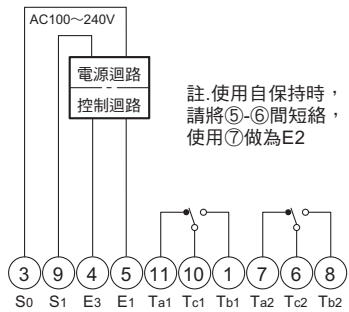 AC100～240V
電源迴路
控制迴路
註.使用自保持時，
請將⑤-⑥間短絡，
使用⑦做為E2
3 9 4 5 11 10 1 7 6 8
S0 S1 E3 E1 Ta1 Tc1 Tb1 Ta2 Tc2 Tb2